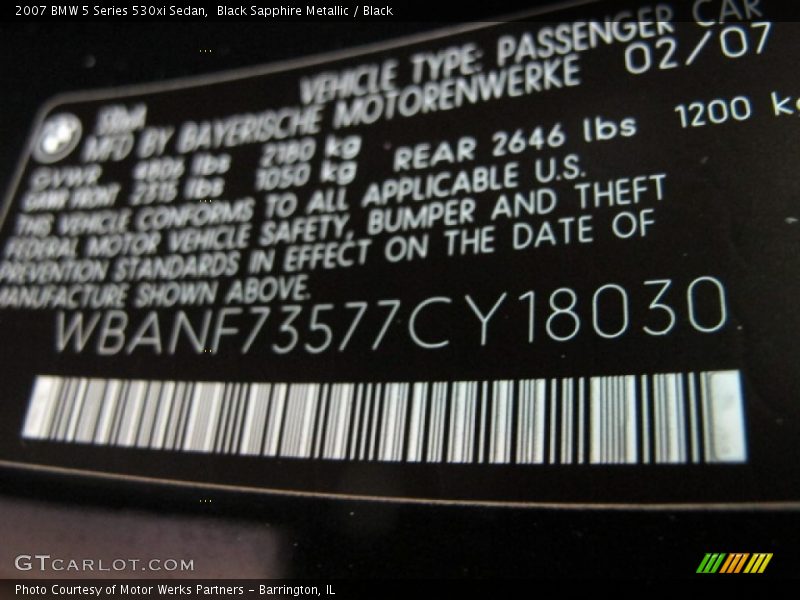 2007 BMW 5 Series 530xi Sedan,  Black Sapphire Metallic / Black
VEHICLE TYPE: PASSENGER CAR
MFD BY BAYERISCHE MOTORENWERKE 02/07
GVWR 4806 lbs 2180 kg
GAWR FRONT 2315 lbs 1050 kg REAR 2646 lbs 1200 kg
THIS VEHICLE CONFORMS TO ALL APPLICABLE U.S.
FEDERAL MOTOR VEHICLE SAFETY, BUMPER AND THEFT
PREVENTION STANDARDS IN EFFECT ON THE DATE OF
MANUFACTURE SHOWN ABOVE.
WBANF73577CY18030
GTCARLOT.COM
Photo Courtesy of Motor Werks Partners - Barrington, IL